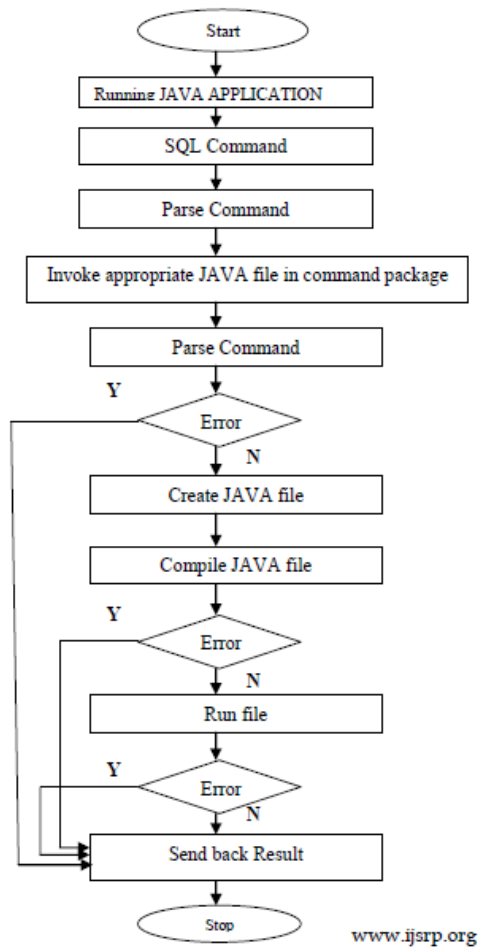 Start
Running JAVA APPLICATION
SQL Command
Parse Command
Invoke appropriate JAVA file in command package
Parse Command
Y
Error
N
Create JAVA file
Compile JAVA file
Y
Error
N
Run file
Y
Error
N
Send back Result
Stop
www.ijsrp.org